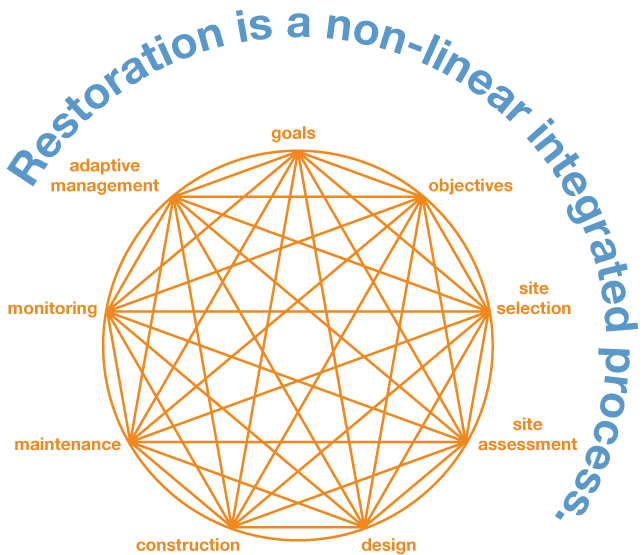 Restoration is a non-linear integrated process.
goals
objectives
site
selection
site
assessment
design
construction
maintenance
monitoring
adaptive
management